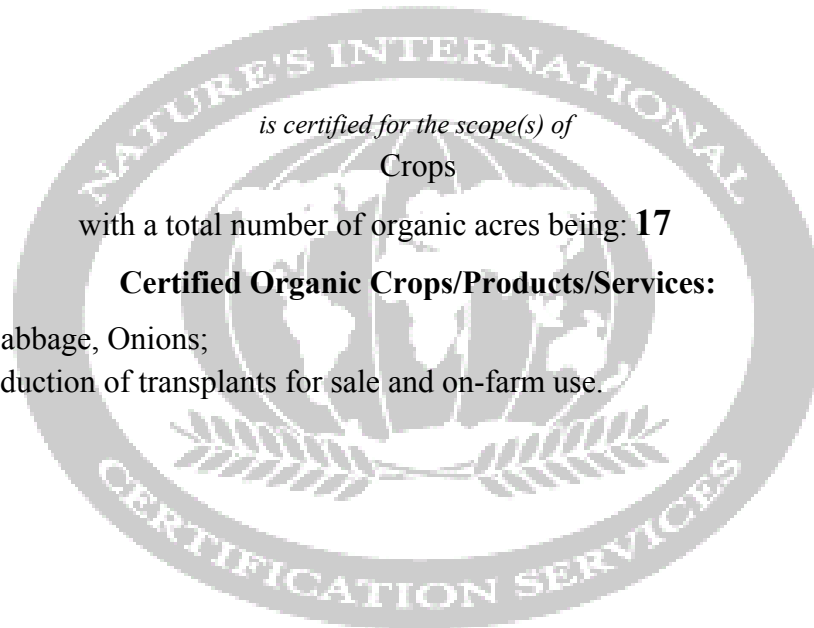 NATURE'S INTERNATIONAL
is certified for the scope(s) of
Crops
with a total number of organic acres being: 17
Certified Organic Crops/Products/Services:
abbage, Onions;
duction of transplants for sale and on-farm use.
CERTIFICATION SERVICES